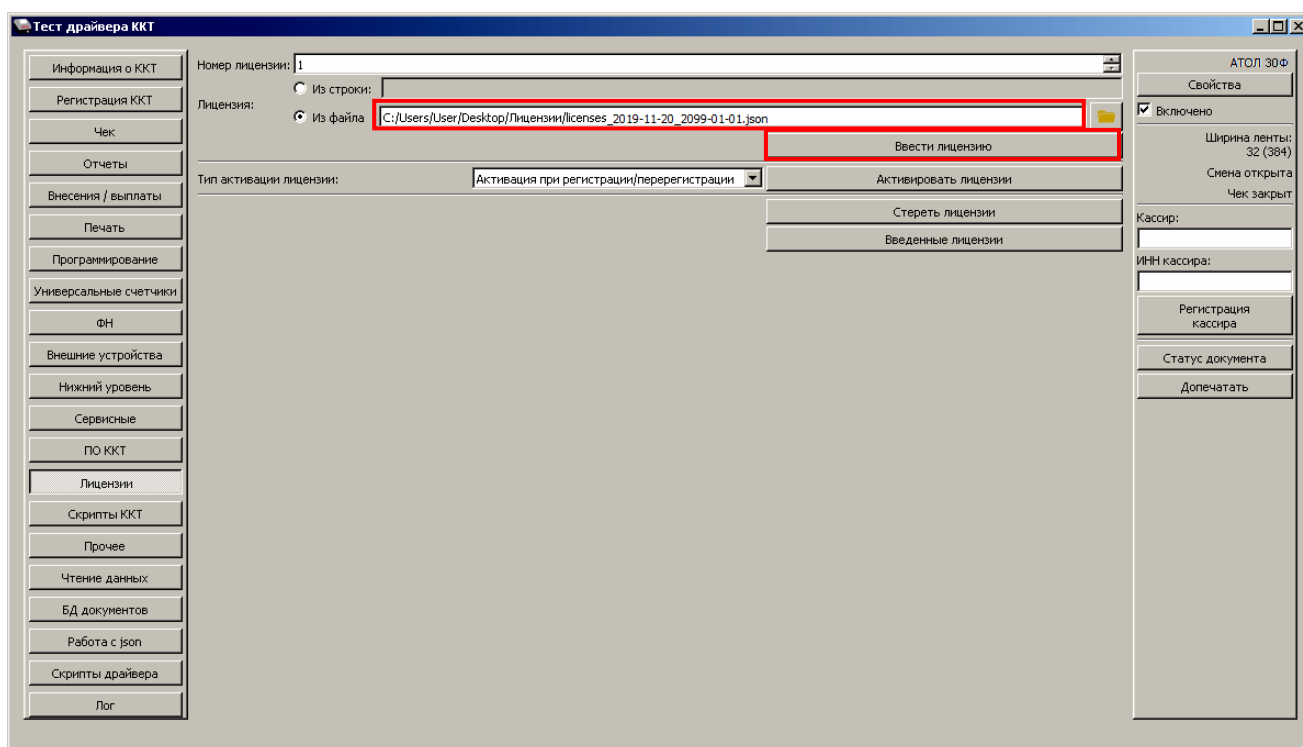 Тест драйвера ККТ
Информация о ККТ
Регистрация ККТ
Чек
Отчеты
Внесения / выплаты
Печать
Программирование
Универсальные счетчики
ФН
Внешние устройства
Нижний уровень
Сервисные
ПО ККТ
Лицензии
Скрипты ККТ
Прочее
Чтение данных
БД документов
Работа с json
Скрипты драйвера
Лог
Номер лицензии: 1
Лицензия:
Из строки:
Из файла C:/Users/User/Desktop/Лицензии/licenses_2019-11-20_2099-01-01.json
Ввести лицензию
Тип активации лицензии: Активация при регистрации/перерегистрации Активировать лицензии
Стереть лицензии
Введенные лицензии
АТОЛ 30Ф
Свойства
Включено
Ширина ленты:
32 (384)
Смена открыта
Чек закрыт
Кассир:
ИНН кассира:
Регистрация
кассира
Статус документа
Допечатать